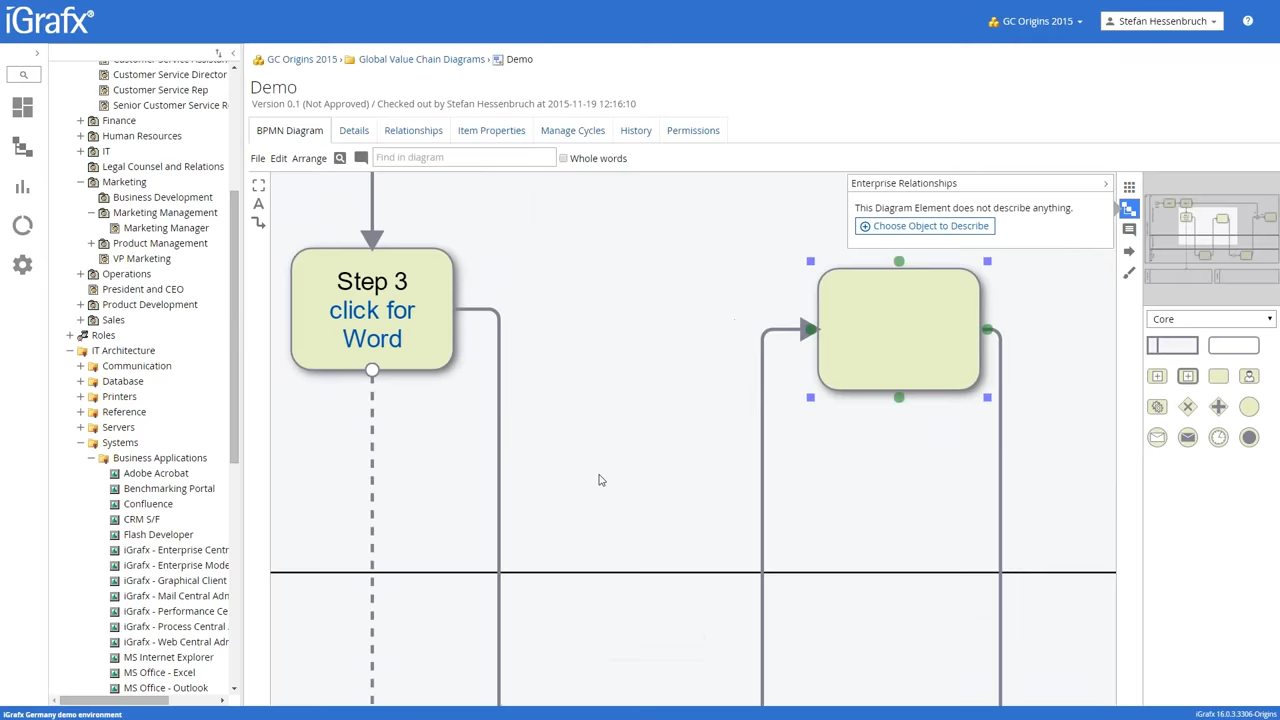 iGrafx®
GC Origins 2015
Stefan Hessenbruch
GC Origins 2015 › Global Value Chain Diagrams › Demo
Demo
Version 0.1 (Not Approved) / Checked out by Stefan Hessenbruch at 2015-11-19 12:16:10
BPMN Diagram
Details
Relationships
Item Properties
Manage Cycles
History
Permissions
File
Edit
Arrange
Find in diagram
Whole words
Customer Service Director
Customer Service Rep
Senior Customer Service R
Finance
Human Resources
IT
Legal Counsel and Relations
Marketing
Business Development
Marketing Management
Marketing Manager
Product Management
VP Marketing
Operations
President and CEO
Product Development
Sales
Roles
IT Architecture
Communication
Database
Printers
Reference
Servers
Systems
Business Applications
Adobe Acrobat
Benchmarking Portal
Confluence
CRM S/F
Flash Developer
iGrafx - Enterprise Centr
iGrafx - Enterprise Mode
iGrafx - Graphical Client
iGrafx - Mail Central Adn
iGrafx - Performance Ce
iGrafx - Process Central
iGrafx - Web Central Adn
MS Internet Explorer
MS Office - Excel
MS Office - Outlook
Step 3
click for
Word
Enterprise Relationships
This Diagram Element does not describe anything.
Choose Object to Describe
Core
iGrafx Germany demo environment
iGrafx 16.0.3.3306-Origins